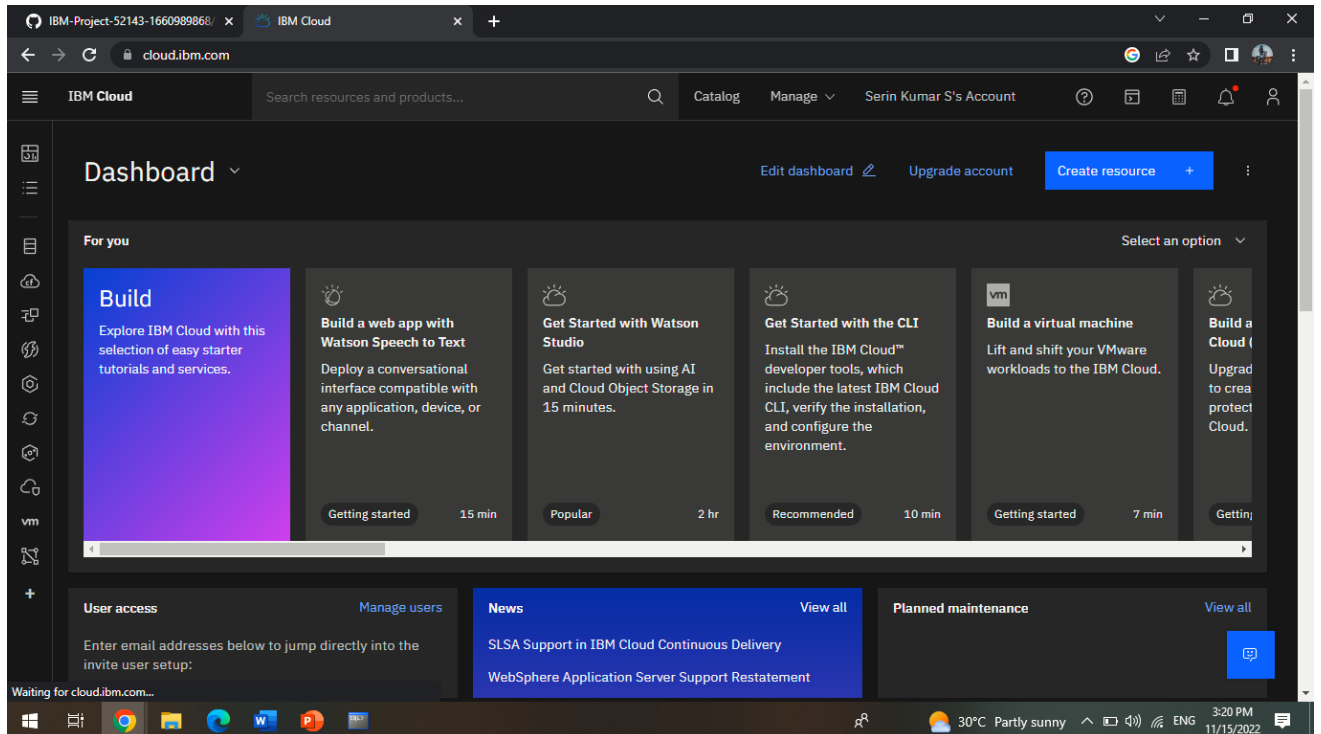 IBM-Project-52143-1660989868/
IBM Cloud
cloud.ibm.com
IBM Cloud
Search resources and products...
Catalog
Manage
Serin Kumar S's Account
Dashboard
Edit dashboard
Upgrade account
Create resource +
For you
Select an option
Build
Explore IBM Cloud with this
selection of easy starter
tutorials and services.
Build a web app with
Watson Speech to Text
Deploy a conversational
interface compatible with
any application, device, or
channel.
Getting started
15 min
Get Started with Watson
Studio
Get started with using AI
and Cloud Object Storage in
15 minutes.
Popular
2 hr
Get Started with the CLI
Install the IBM Cloud™
developer tools, which
include the latest IBM Cloud
CLI, verify the installation,
and configure the
environment.
Recommended
10 min
vm
Build a virtual machine
Lift and shift your VMware
workloads to the IBM Cloud.
Getting started
7 min
Build a
Cloud (
Upgrad
to crea
protect
Cloud.
Getting
vm
User access
Manage users
Enter email addresses below to jump directly into the
invite user setup:
News
View all
SLSA Support in IBM Cloud Continuous Delivery
WebSphere Application Server Support Restatement
Planned maintenance
View all
Waiting for cloud.ibm.com...
30°C Partly sunny
ENG
3:20 PM
11/15/2022